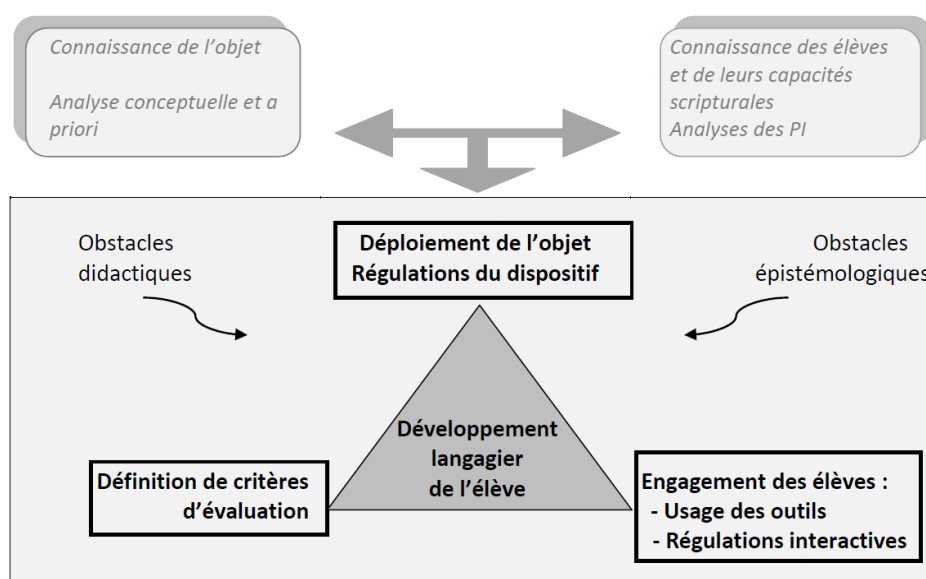 Connaissance de l’objet
Analyse conceptuelle et a
priori
Connaissance des élèves
et de leurs capacités
scripturales
Analyses des PI
Obstacles
didactiques
Déploiement de l’objet
Régulations du dispositif
Obstacles
épistémologiques
Développement
langagier
de l’élève
Définition de critères
d’évaluation
Engagement des élèves :
- Usage des outils
- Régulations interactives